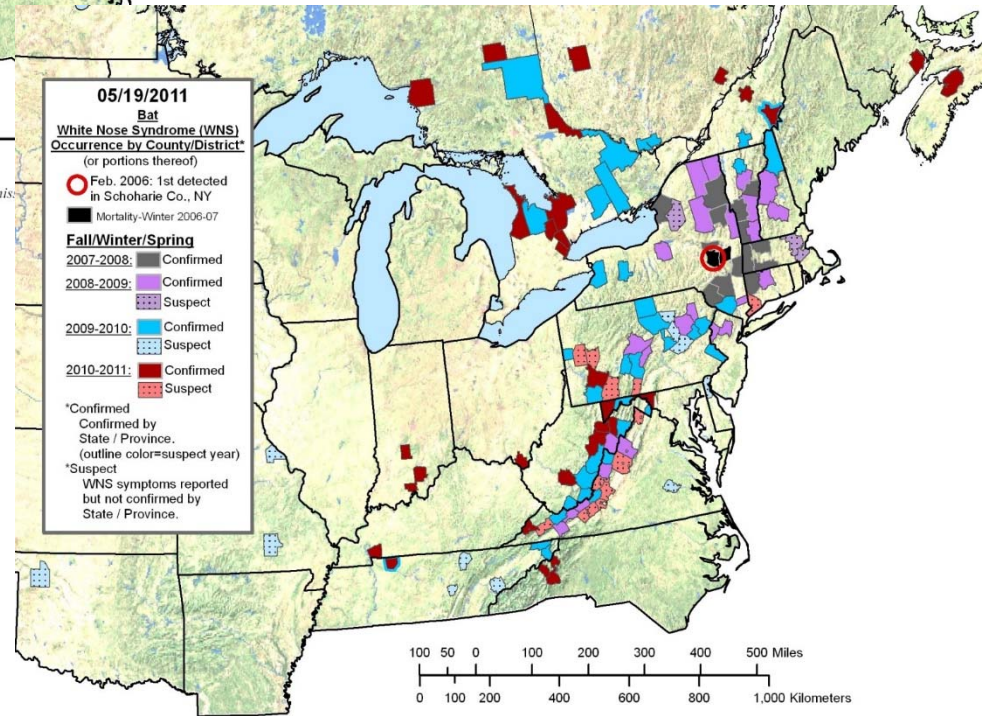 nis
05/19/2011
Bat
White Nose Syndrome (WNS)
Occurrence by County/District*
(or portions thereof)
Feb. 2006: 1st detected
in Schoharie Co., NY
Mortality-Winter 2006-07
Fall/Winter/Spring
2007-2008: Confirmed
2008-2009: Confirmed
Suspect
2009-2010: Confirmed
Suspect
2010-2011: Confirmed
Suspect
*Confirmed
Confirmed by
State / Province.
(outline color=suspect year)
*Suspect
WNS symptoms reported
but not confirmed by
State / Province.
100 50 0 100 200 300 400 500 Miles
0 100 200 400 600 800 1,000 Kilometers